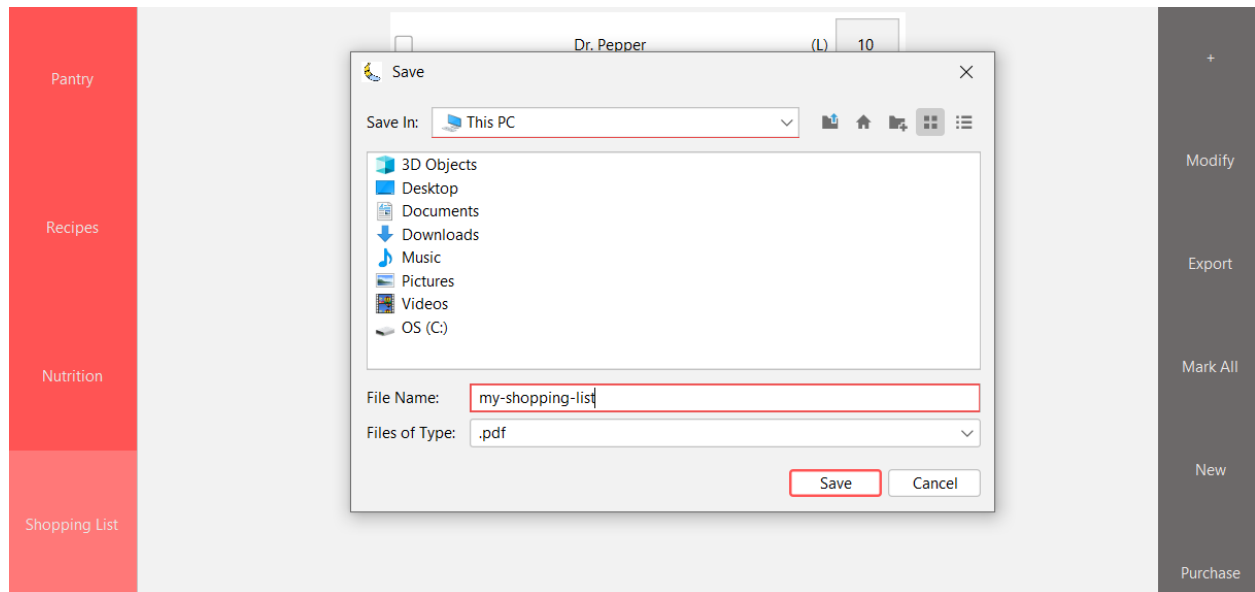 Pantry
Recipes
Nutrition
Shopping List
Dr. Pepper (L) 10
Save
Save In: This PC
3D Objects
Desktop
Documents
Downloads
Music
Pictures
Videos
OS (C:)
File Name: my-shopping-list
Files of Type: .pdf
Save Cancel
+
Modify
Export
Mark All
New
Purchase